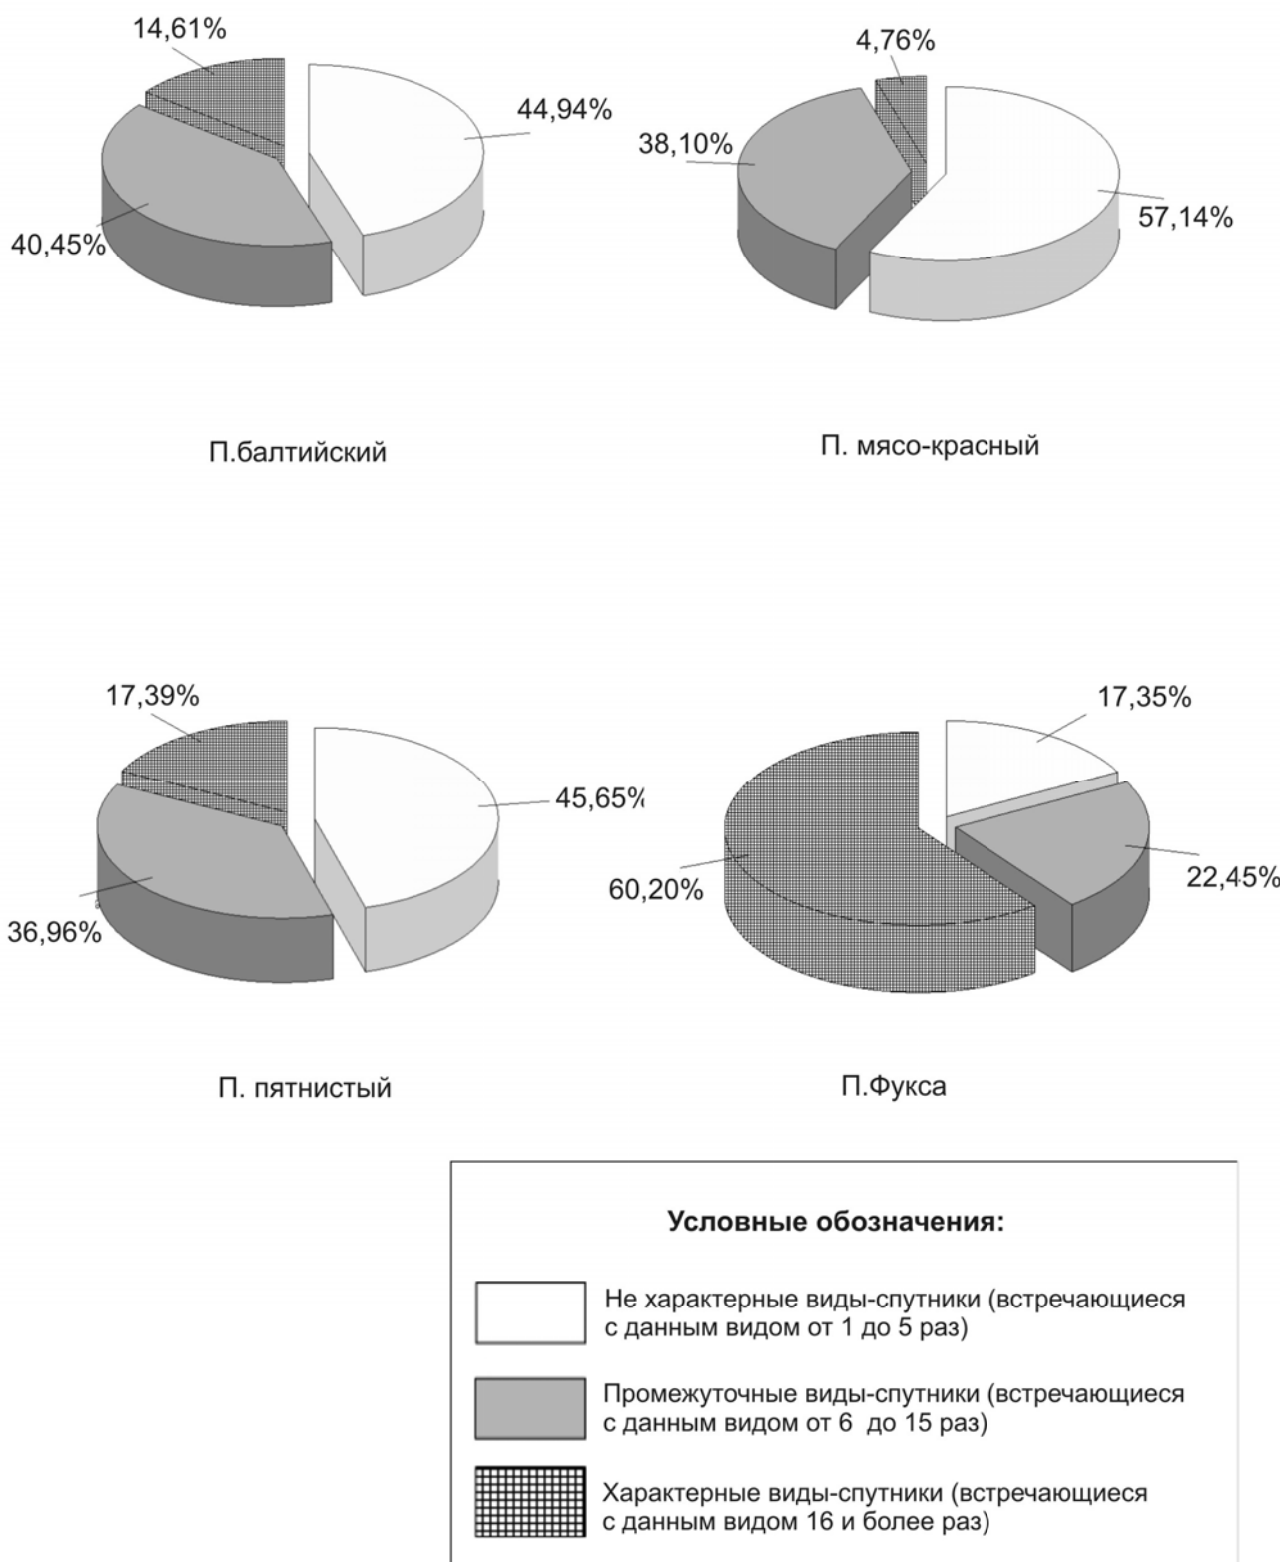 14,61%
44,94%
40,45%
П.балтийский
4,76%
38,10%
57,14%
П. мясо-красный
17,39%
45,65%
36,96%
П. пятнистый
17,35%
22,45%
60,20%
П.Фукса
Условные обозначения:
Не характерные виды-спутники (встречающиеся
с данным видом от 1 до 5 раз)
Промежуточные виды-спутники (встречающиеся
с данным видом от 6 до 15 раз)
Характерные виды-спутники (встречающиеся
с данным видом 16 и более раз)